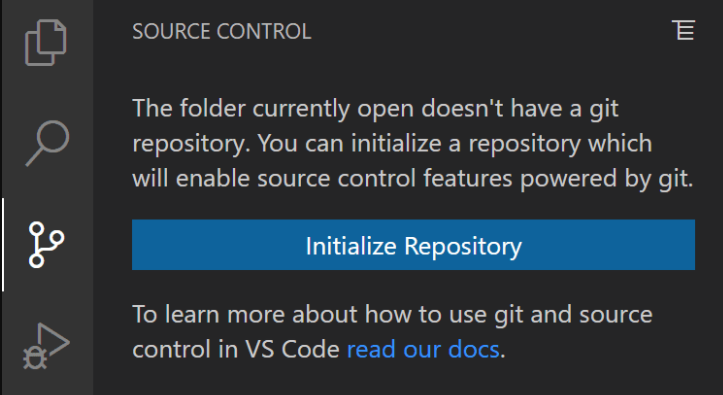 SOURCE CONTROL
The folder currently open doesn't have a git
repository. You can initialize a repository which
will enable source control features powered by git.
Initialize Repository
To learn more about how to use git and source
control in VS Code read our docs.